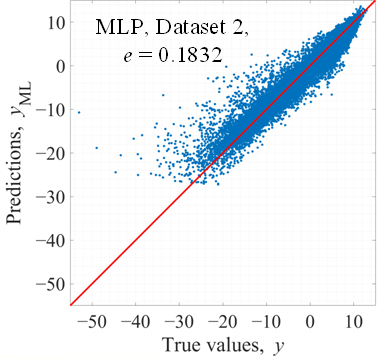 MLP, Dataset 2,
e = 0.1832
10
0
−10
−20
−30
−40
−50
Predictions, yML
−50 −40 −30 −20 −10 0 10
True values, y